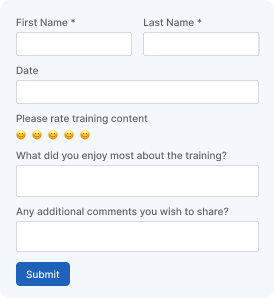 First Name * Last Name *
Date
Please rate training content
What did you enjoy most about the training?
Any additional comments you wish to share?
Submit